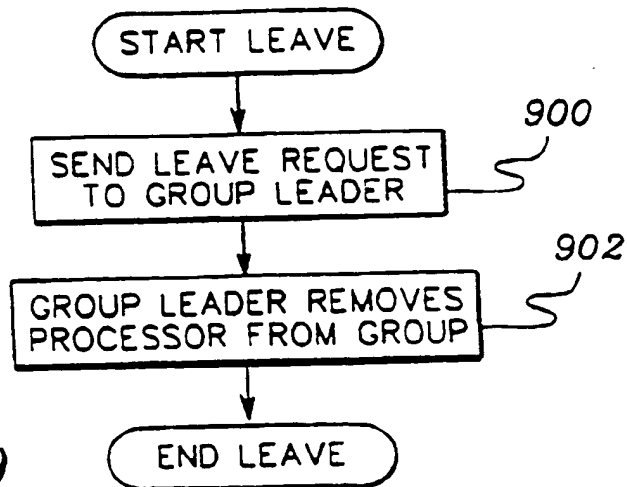 START LEAVE
900
SEND LEAVE REQUEST
TO GROUP LEADER
902
GROUP LEADER REMOVES
PROCESSOR FROM GROUP
END LEAVE